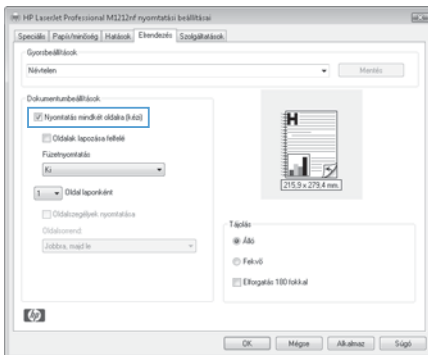 HP LaserJet Professional M1212nf nyomtatási beállításai
Speciális Papír/minőség Hatások Elrendezés Szolgáltatások
Gyorsbeállítások
Névtelen
Mentés
Dokumentumbeállítások
Nyomtatás mindkét oldalra (kézi)
Oldalak lapozása felfelé
Füzetnyomtatás
Ki
1 Oldal laponként
Oldalszegélyek nyomtatása
Oldalsorrend:
Jobbra, majd le
215,9 × 279,4 mm.
Tájolás
Álló
Fekvő
Elforgatás 180 fokkal
hp
OK Mégse Alkalmaz Súgó